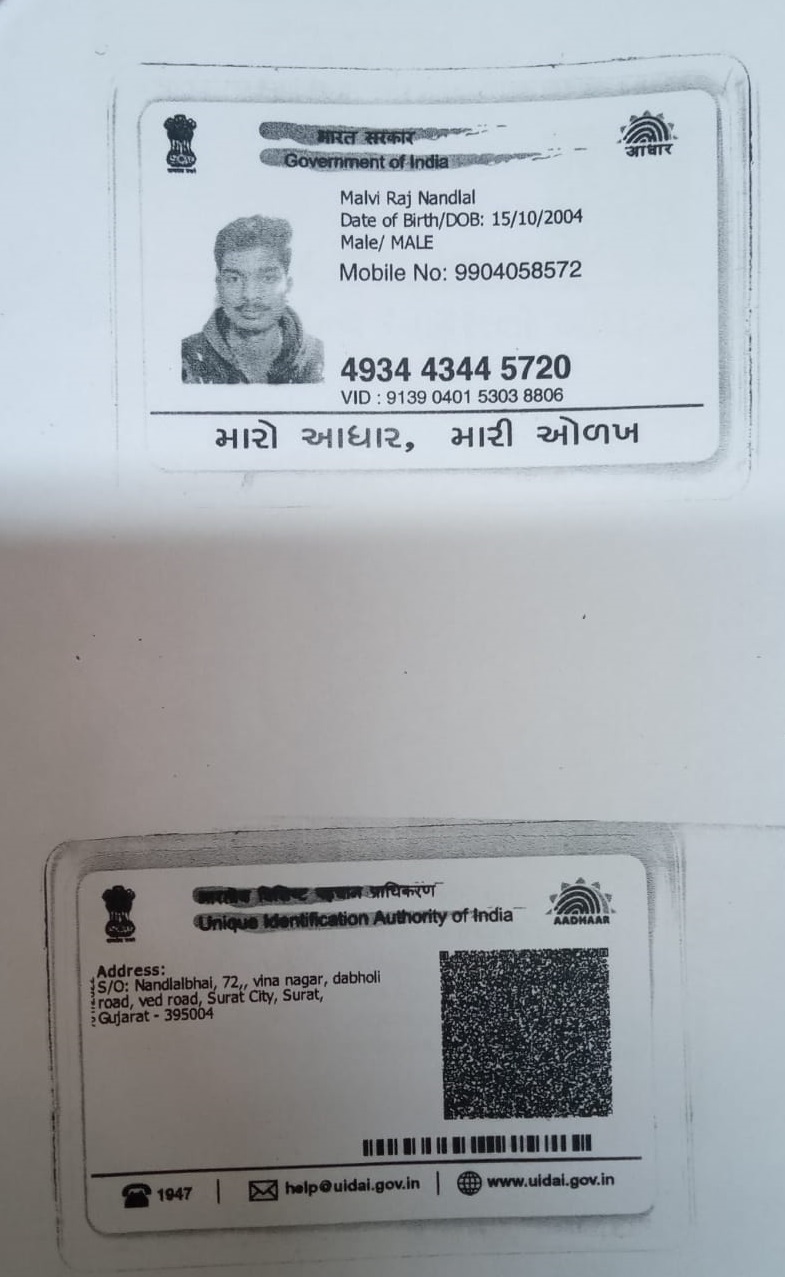 भारत सरकार
Government of India
आधार
Malvi Raj Nandlal
Date of Birth/DOB: 15/10/2004
Male/ MALE
Mobile No: 9904058572
4934 4344 5720
VID : 9139 0401 5303 8806
મારો આધાર, મારી ઓળખ
भारतीय विशिष्ट पहचान प्राधिकरण
Unique Identification Authority of India
AADHAAR
Address:
S/O: Nandlalbhai, 72,, vina nagar, dabholi
road, ved road, Surat City, Surat,
Gujarat - 395004
1947 | help@uidai.gov.in | www.uidai.gov.in